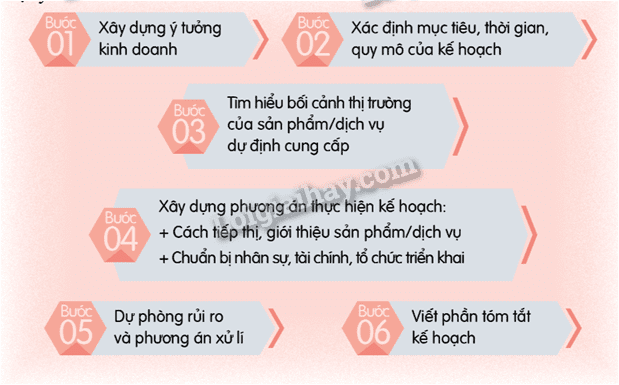 Bước
01
Xây dựng ý tưởng
kinh doanh
Bước
02
Xác định mục tiêu, thời gian,
quy mô của kế hoạch
Bước
03
Tìm hiểu bối cảnh thị trường
của sản phẩm/dịch vụ
dự định cung cấp
Bước
04
Xây dựng phương án thực hiện kế hoạch:
+ Cách tiếp thị, giới thiệu sản phẩm/dịch vụ
+ Chuẩn bị nhân sự, tài chính, tổ chức triển khai
loigiaihay.com
Bước
05
Dự phòng rủi ro
và phương án xử lí
Bước
06
Viết phần tóm tắt
kế hoạch